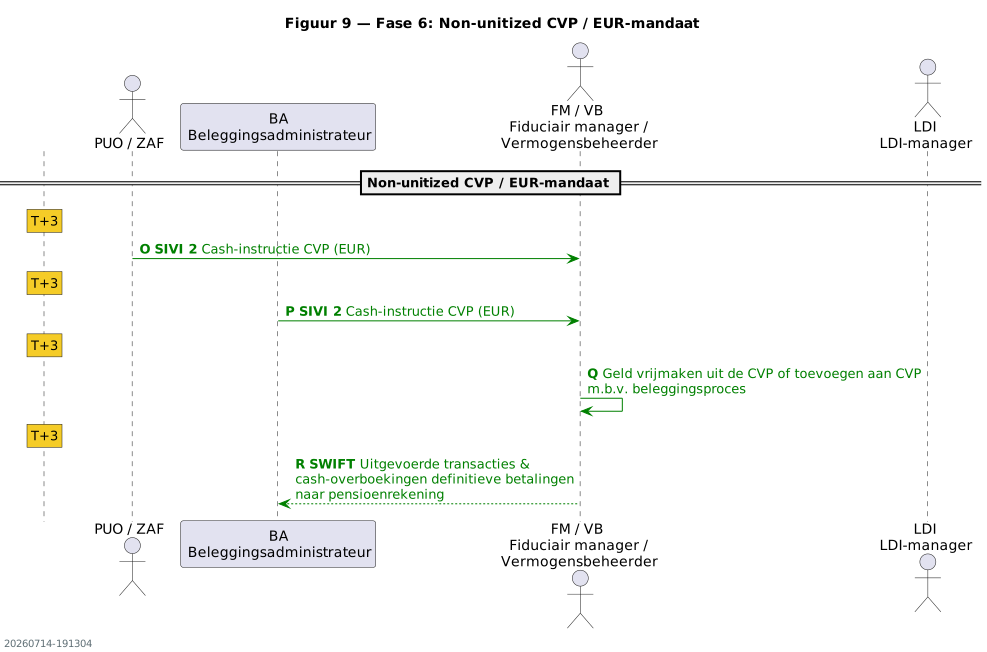 Figuur 9 — Fase 6: Non-unitized CVP / EUR-mandaat
PUO / ZAF
BA
Beleggingsadministrateur
FM / VB
Fiduciair manager /
Vermogensbeheerder
LDI
LDI-manager
Non-unitized CVP / EUR-mandaat
T+3
O SIVI 2 Cash-instructie CVP (EUR)
T+3
P SIVI 2 Cash-instructie CVP (EUR)
T+3
Q Geld vrijmaken uit de CVP of toevoegen aan CVP
m.b.v. beleggingsproces
T+3
R SWIFT Uitgevoerde transacties &
cash-overboekingen definitieve betalingen
naar pensioenrekening
PUO / ZAF
BA
Beleggingsadministrateur
FM / VB
Fiduciair manager /
Vermogensbeheerder
LDI
LDI-manager
20260714-191304